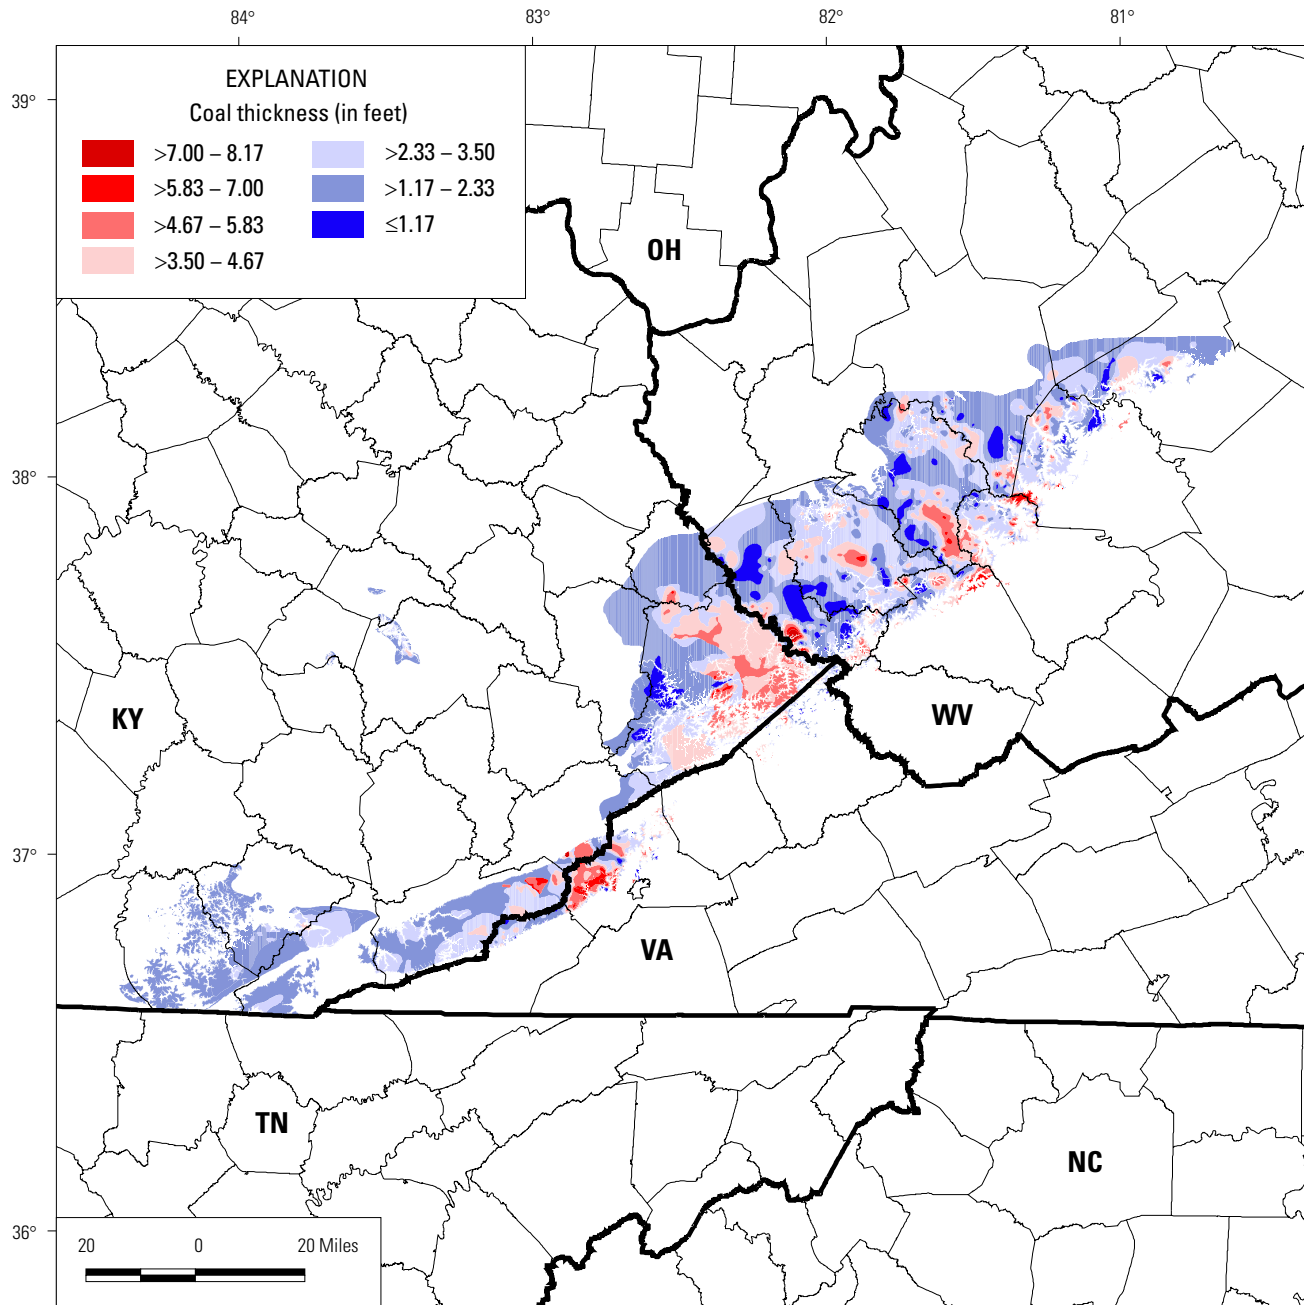 84°
83°
82°
81°
EXPLANATION
Coal thickness (in feet)
>7.00 – 8.17
>5.83 – 7.00
>4.67 – 5.83
>3.50 – 4.67
>2.33 – 3.50
>1.17 – 2.33
≤1.17
39°
38°
37°
36°
OH
KY
WV
VA
TN
NC
20 0 20 Miles